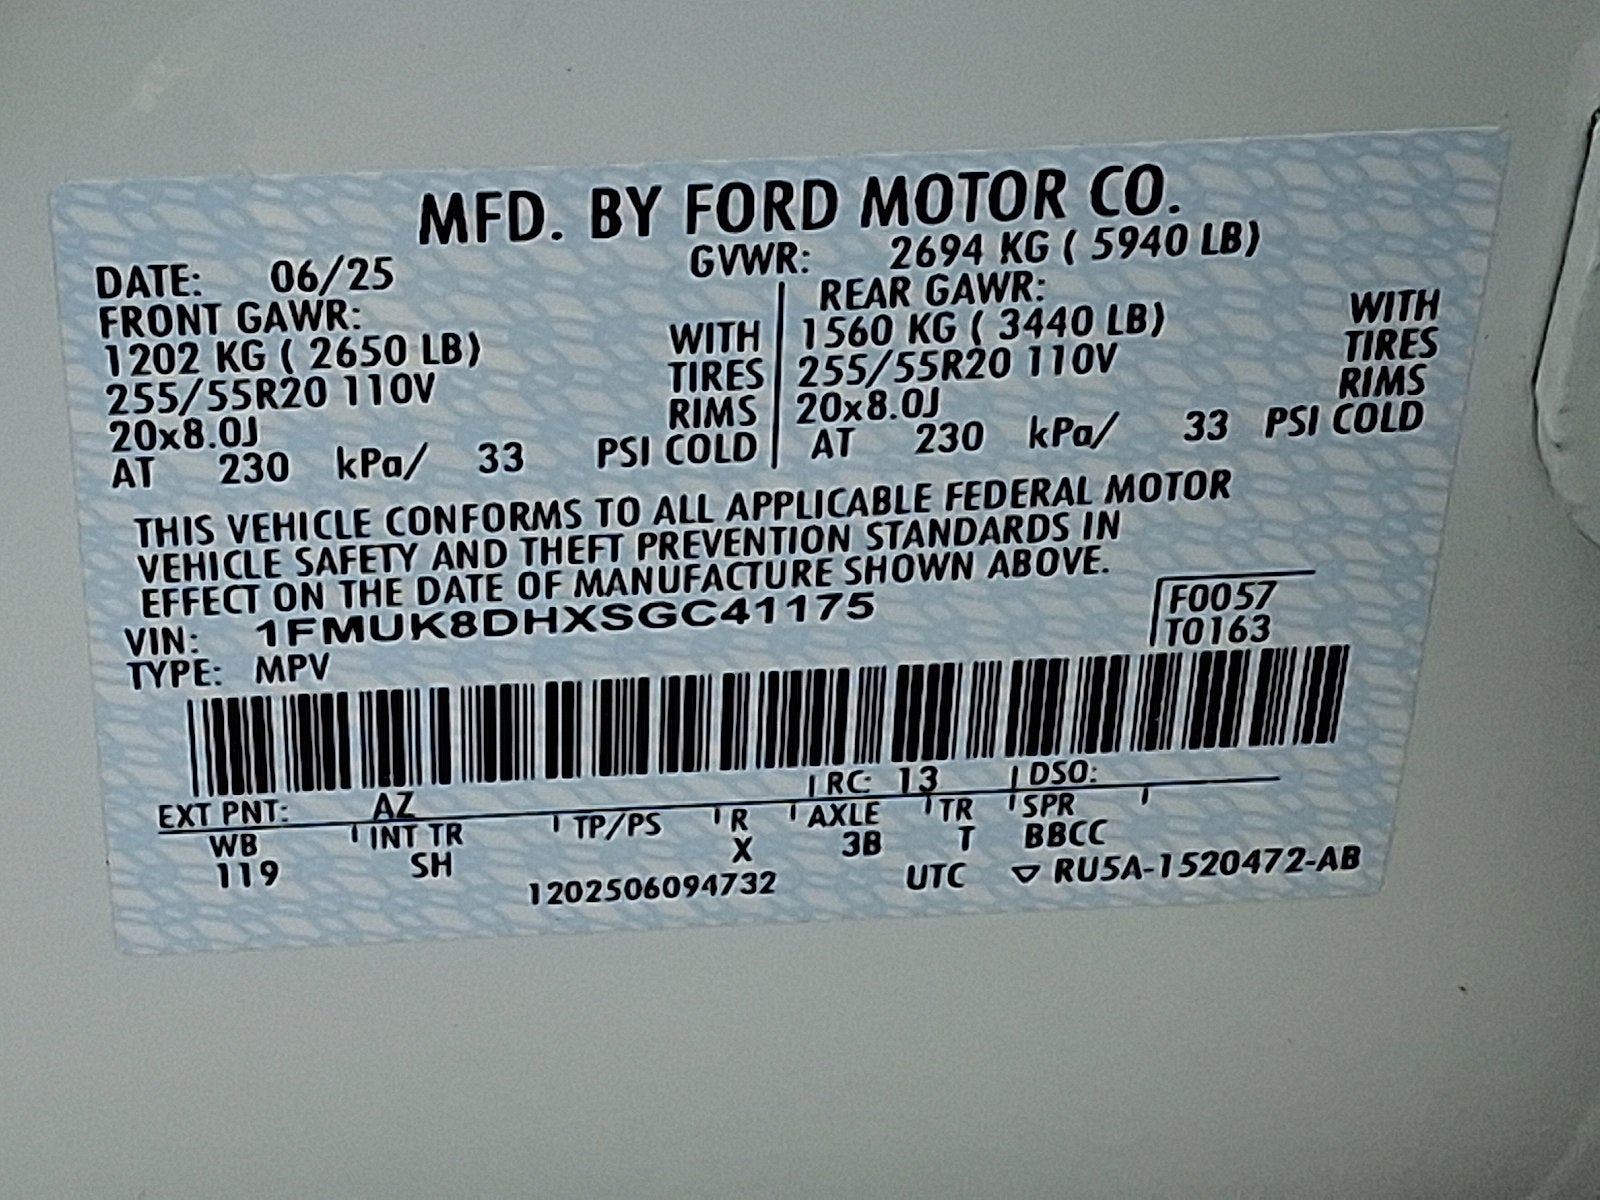 MFD. BY FORD MOTOR CO.
DATE: 06/25 GVWR: 2694 KG ( 5940 LB)
FRONT GAWR: REAR GAWR:
1202 KG ( 2650 LB) WITH 1560 KG ( 3440 LB) WITH
255/55R20 110V TIRES 255/55R20 110V TIRES
20x8.0J RIMS 20x8.0J RIMS
AT 230 kPa/ 33 PSI COLD AT 230 kPa/ 33 PSI COLD
THIS VEHICLE CONFORMS TO ALL APPLICABLE FEDERAL MOTOR
VEHICLE SAFETY AND THEFT PREVENTION STANDARDS IN
EFFECT ON THE DATE OF MANUFACTURE SHOWN ABOVE.
VIN: 1FMUK8DHXSGC41175 F0057
TYPE: MPV T0163
EXT PNT: AZ RC: 13 DSO:
WB INT TR TP/PS R AXLE TR SPR
119 SH X 3B T BBCC
1202506094732 UTC ▽ RU5A-1520472-AB